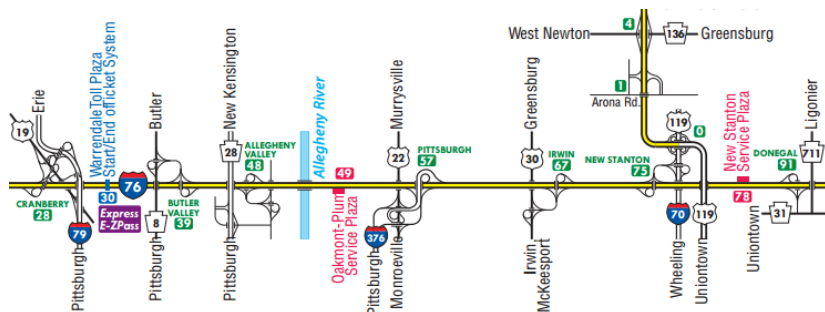 West Newton
4
136
Greensburg
1
Arona Rd.
119
0
Erie
19
Warrendale Toll Plaza
Start/End of Ticket System
Butler
New Kensington
28
ALLEGHENY
VALLEY
48
Allegheny River
49
Murrysville
22
PITTSBURGH
57
Greensburg
30
IRWIN
67
NEW STANTON
75
New Stanton
Service Plaza
DONEGAL
91
Ligonier
711
CRANBERRY
28
30
76
Express
E-ZPass
BUTLER
VALLEY
39
8
79
Pittsburgh
Pittsburgh
Pittsburgh
Oakmont-Plum
Service Plaza
376
Pittsburgh
Monroeville
Irwin
McKeesport
70
119
78
31
Wheeling
Uniontown
Uniontown